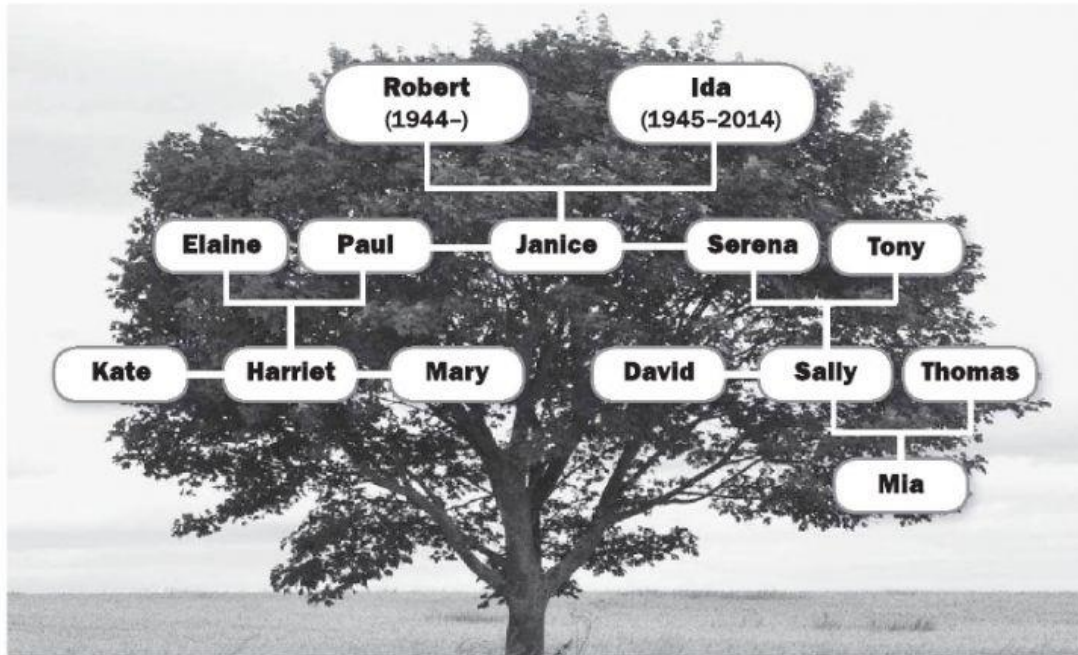 Robert
(1944–)
Ida
(1945–2014)
Elaine
Paul
Janice
Serena
Tony
Kate
Harriet
Mary
David
Sally
Thomas
Mia